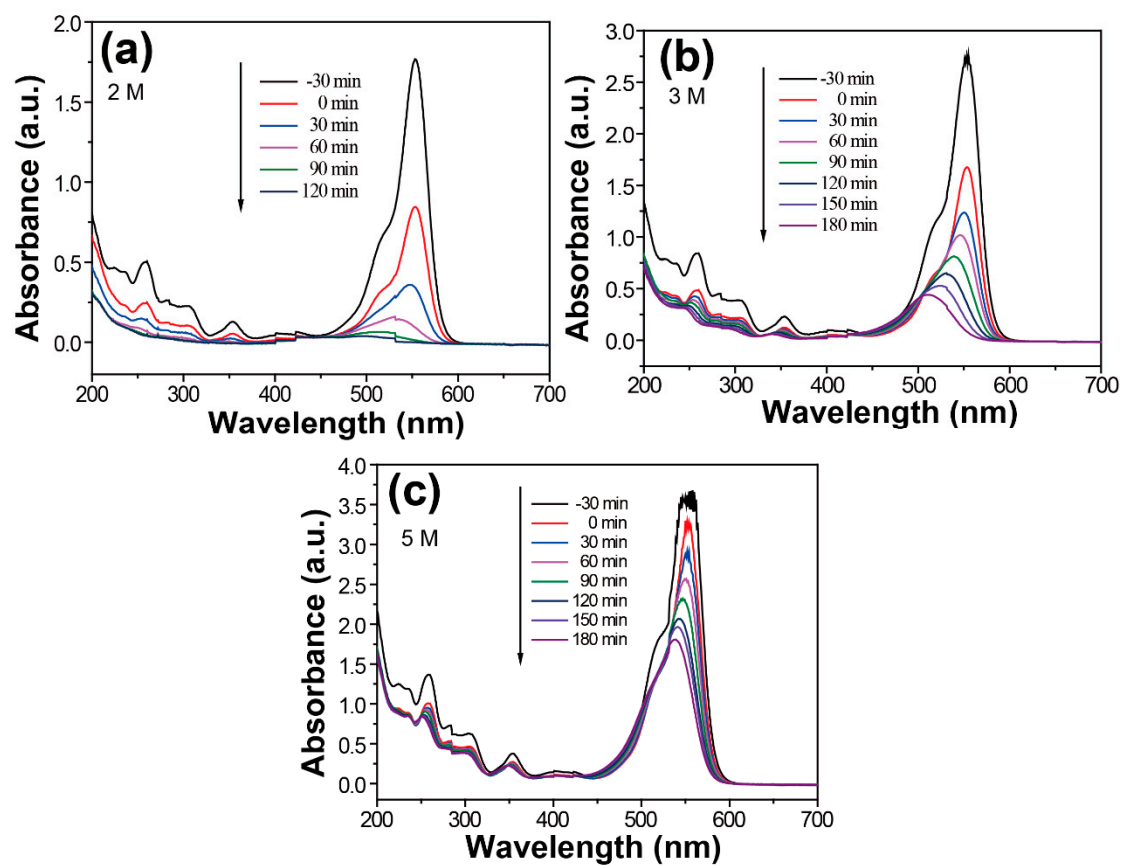 (a)
2 M
-30 min
0 min
30 min
60 min
90 min
120 min
2.0
1.5
1.0
0.5
0.0
Absorbance (a.u.)
200 300 400 500 600 700
Wavelength (nm)
(b)
3 M
-30 min
0 min
30 min
60 min
90 min
120 min
150 min
180 min
3.0
2.5
2.0
1.5
1.0
0.5
0.0
Absorbance (a.u.)
200 300 400 500 600 700
Wavelength (nm)
(c)
5 M
-30 min
0 min
30 min
60 min
90 min
120 min
150 min
180 min
4.0
3.5
3.0
2.5
2.0
1.5
1.0
0.5
0.0
Absorbance (a.u.)
200 300 400 500 600 700
Wavelength (nm)